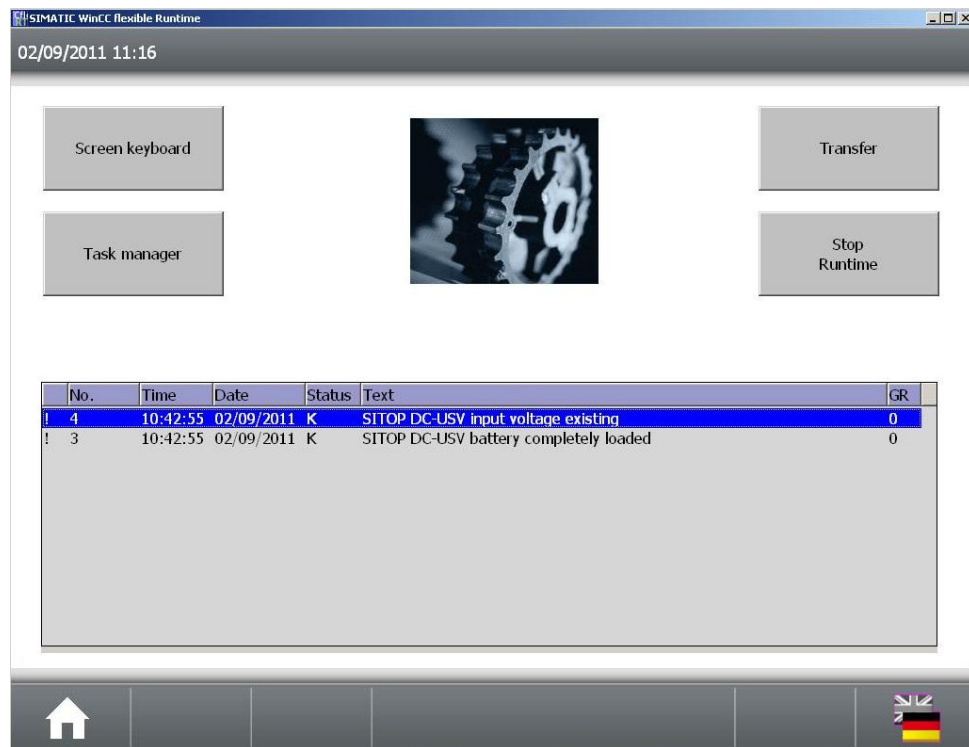 SIMATIC WinCC flexible Runtime
02/09/2011 11:16
Screen keyboard
Transfer
Task manager
Stop
Runtime
No. Time Date Status Text GR
! 4 10:42:55 02/09/2011 K SITOP DC-USV input voltage existing 0
! 3 10:42:55 02/09/2011 K SITOP DC-USV battery completely loaded 0